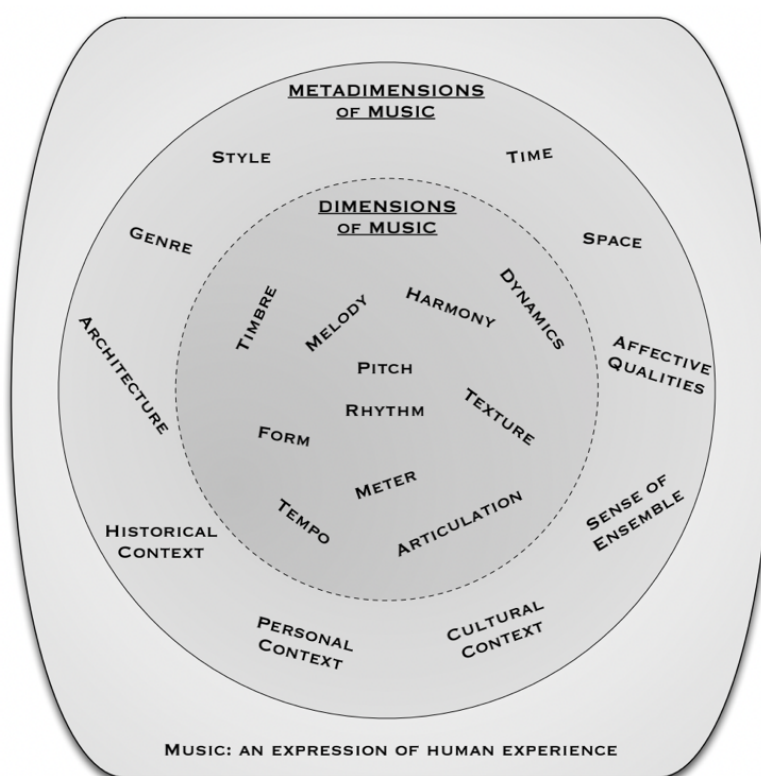 METADIMENSIONS
OF MUSIC
STYLE
TIME
GENRE
SPACE
ARCHITECTURE
AFFECTIVE
QUALITIES
HISTORICAL
CONTEXT
SENSE OF
ENSEMBLE
PERSONAL
CONTEXT
CULTURAL
CONTEXT
DIMENSIONS
OF MUSIC
TIMBRE
MELODY
HARMONY
DYNAMICS
PITCH
RHYTHM
TEXTURE
FORM
METER
TEMPO
ARTICULATION
MUSIC: AN EXPRESSION OF HUMAN EXPERIENCE